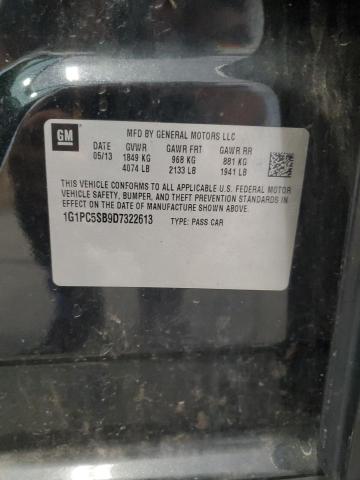 GM
MFD BY GENERAL MOTORS LLC
DATE GVWR GAWR FRT GAWR RR
05/13 1849 KG 968 KG 881 KG
4074 LB 2133 LB 1941 LB
THIS VEHICLE CONFORMS TO ALL APPLICABLE U.S. FEDERAL MOTOR
VEHICLE SAFETY, BUMPER, AND THEFT PREVENTION STANDARDS IN
EFFECT ON THE DATE OF MANUFACTURE SHOWN ABOVE.
1G1PC5SB9D7322613 TYPE: PASS CAR